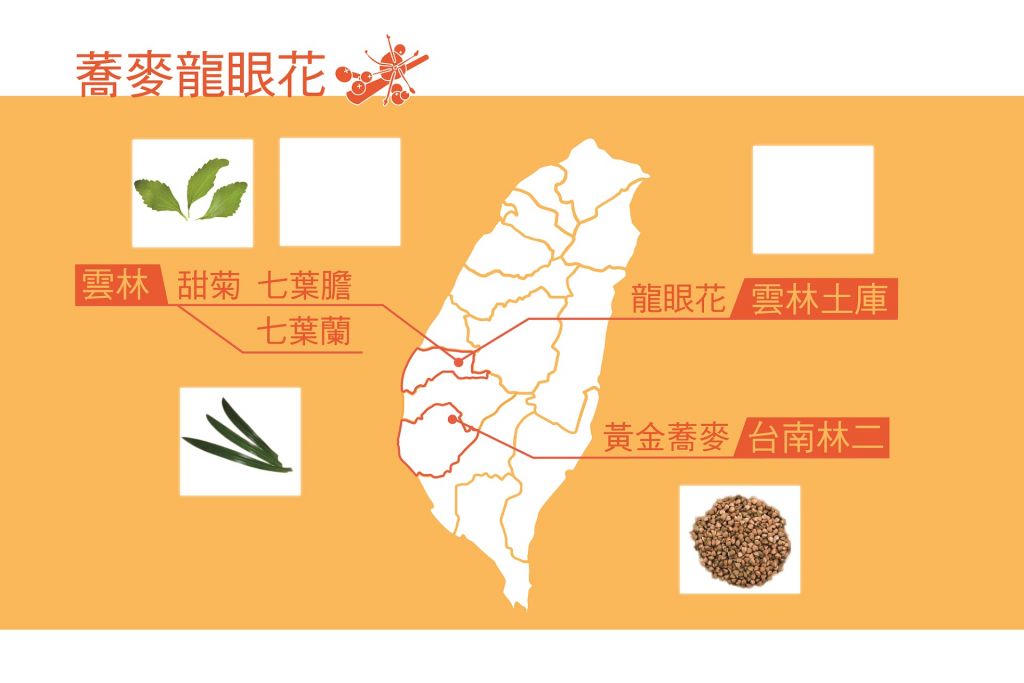 蕎麥龍眼花
雲林 甜菊 七葉膽
七葉蘭
龍眼花 雲林土庫
黃金蕎麥 台南林二